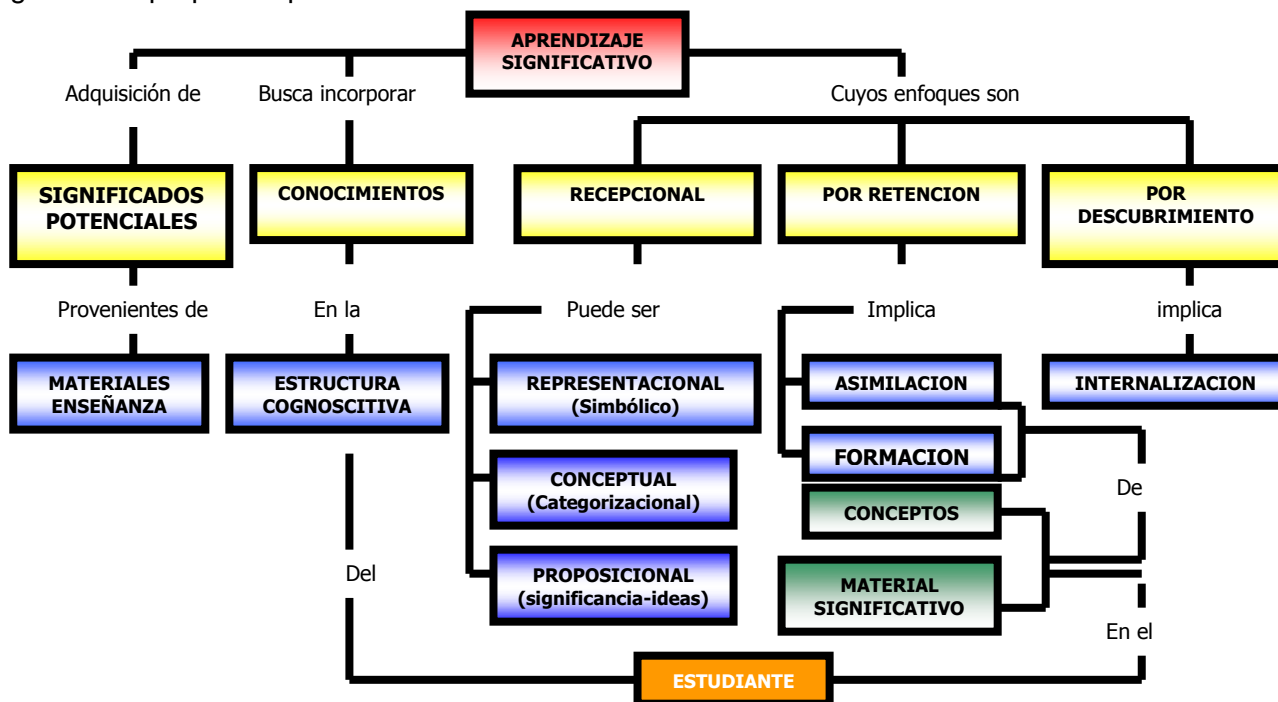 APRENDIZAJE
SIGNIFICATIVO
Adquisición de
Busca incorporar
Cuyos enfoques son
SIGNIFICADOS
POTENCIALES
CONOCIMIENTOS
RECEPCIONAL
POR RETENCION
POR
DESCUBRIMIENTO
Provenientes de
En la
Puede ser
Implica
implica
MATERIALES
ENSEÑANZA
ESTRUCTURA
COGNOSCITIVA
REPRESENTACIONAL
(Simbólico)
ASIMILACION
INTERNALIZACION
FORMACION
CONCEPTUAL
(Categorizacional)
CONCEPTOS
De
Del
PROPOSICIONAL
(significancia-ideas)
MATERIAL
SIGNIFICATIVO
En el
ESTUDIANTE